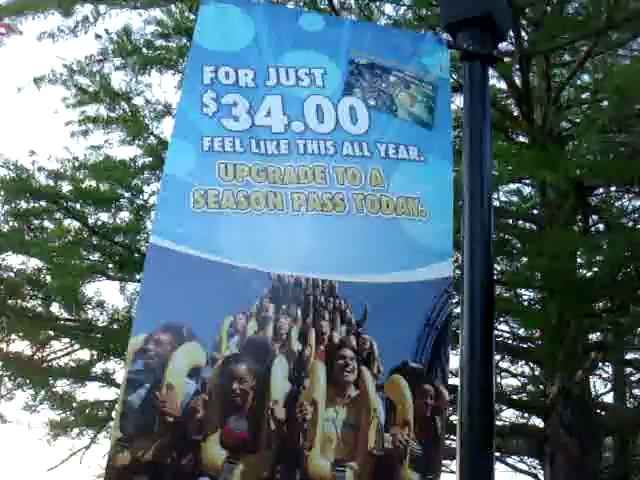 FOR JUST
$34.00
FEEL LIKE THIS ALL YEAR.
UPGRADE TO A
SEASON PASS TODAY.